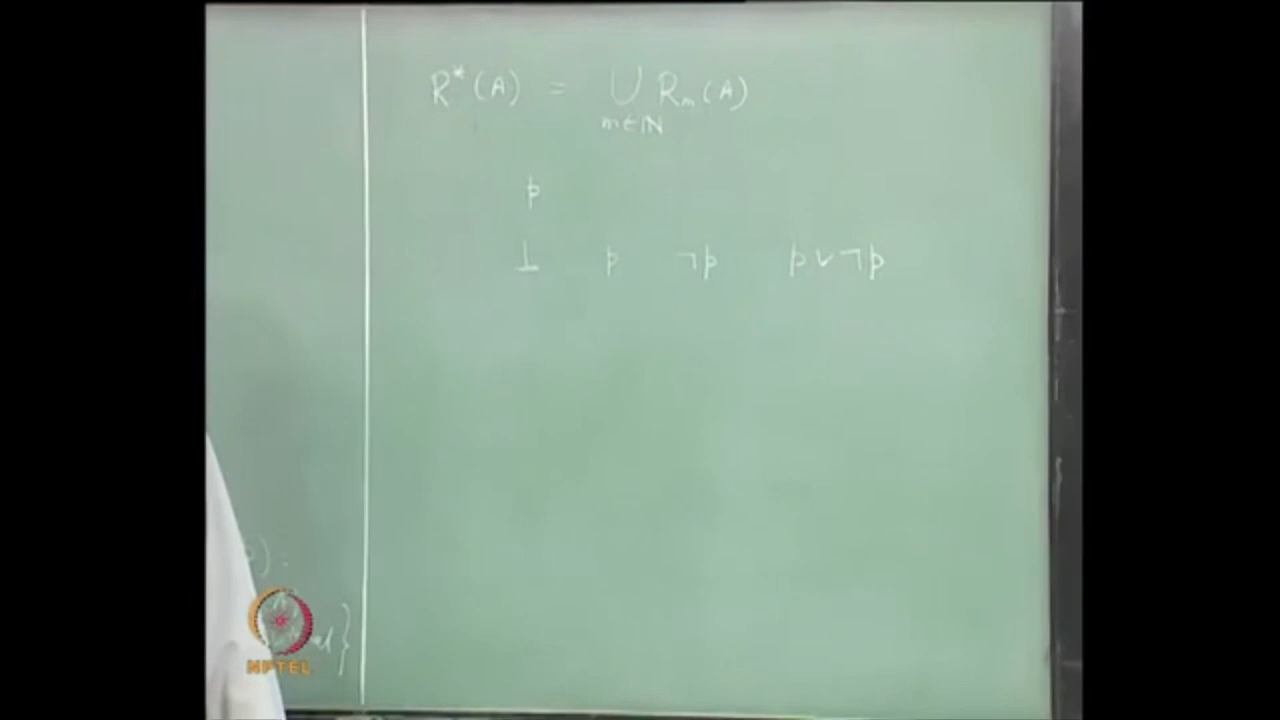 R*(A) = ∪ Rₘ(A)
m∈ℕ
p
⊥ p ¬p p∨¬p
NPTEL